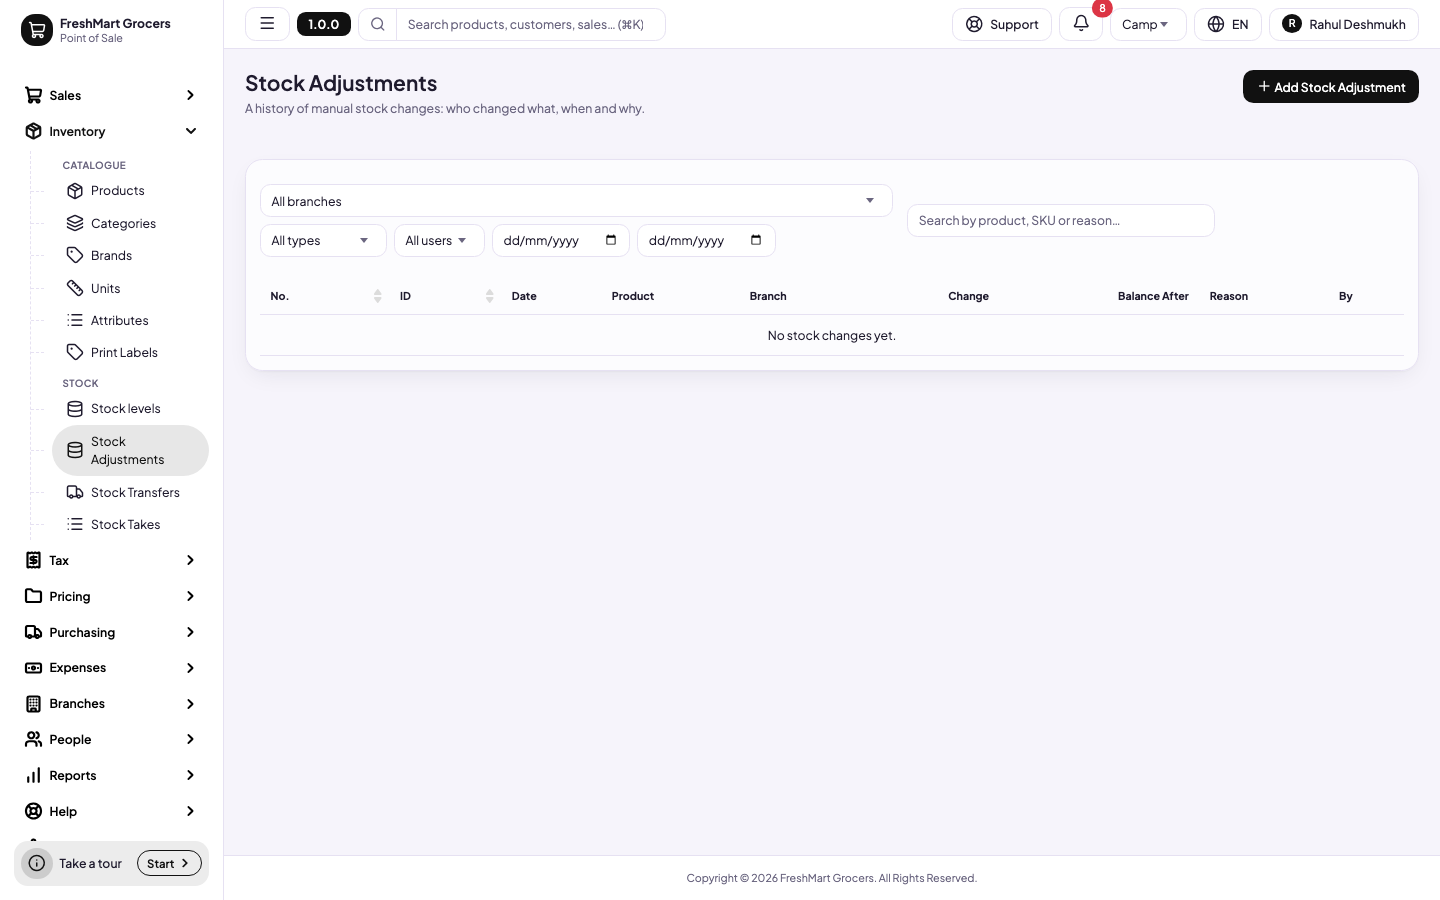 FreshMart Grocers
Point of Sale
1.0.0
Search products, customers, sales... (⌘K)
Support
8
Camp
EN
R
Rahul Deshmukh
Sales
Inventory
CATALOGUE
Products
Categories
Brands
Units
Attributes
Print Labels
STOCK
Stock levels
Stock
Adjustments
Stock Transfers
Stock Takes
Tax
Pricing
Purchasing
Expenses
Branches
People
Reports
Help
Take a tour
Start
Stock Adjustments
A history of manual stock changes: who changed what, when and why.
+ Add Stock Adjustment
All branches
Search by product, SKU or reason...
All types
All users
dd/mm/yyyy
dd/mm/yyyy
No.
ID
Date
Product
Branch
Change
Balance After
Reason
By
No stock changes yet.
Copyright © 2026 FreshMart Grocers. All Rights Reserved.